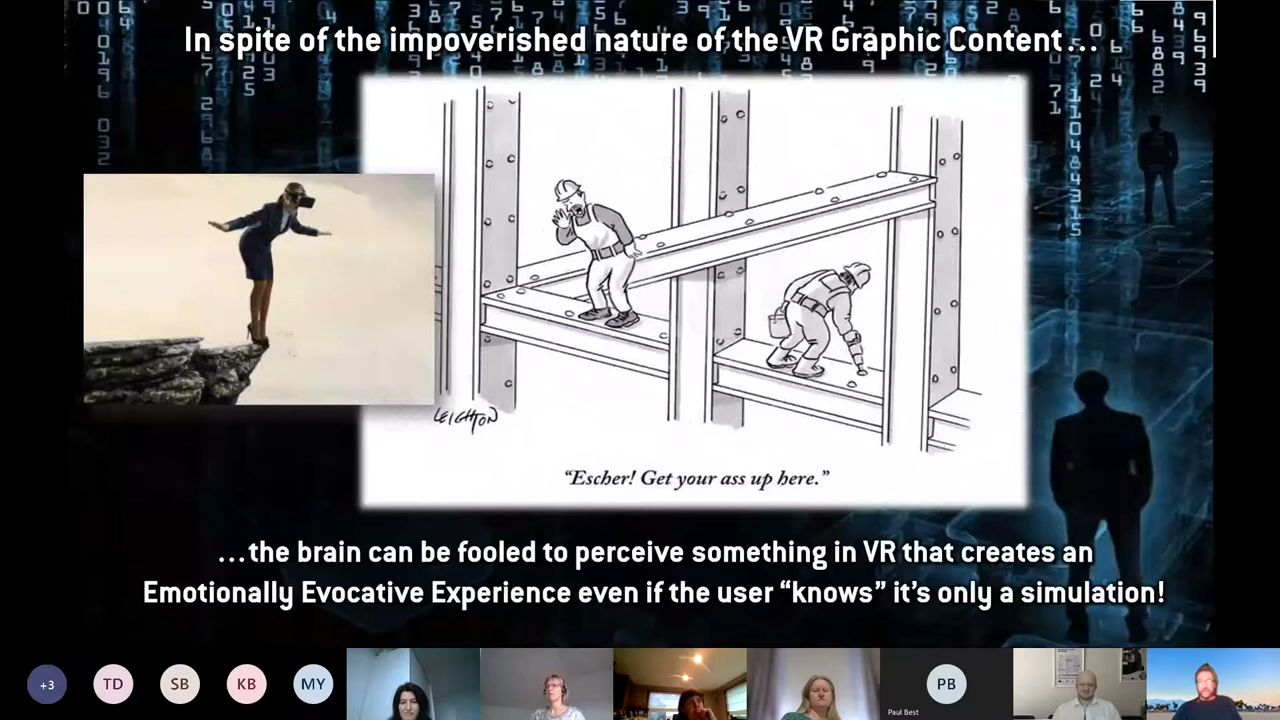 In spite of the impoverished nature of the VR Graphic Content...
LEIGHTON
“Escher! Get your ass up here.”
...the brain can be fooled to perceive something in VR that creates an
Emotionally Evocative Experience even if the user “knows” it’s only a simulation!
+3
TD
SB
KB
MY
PB
Paul Best